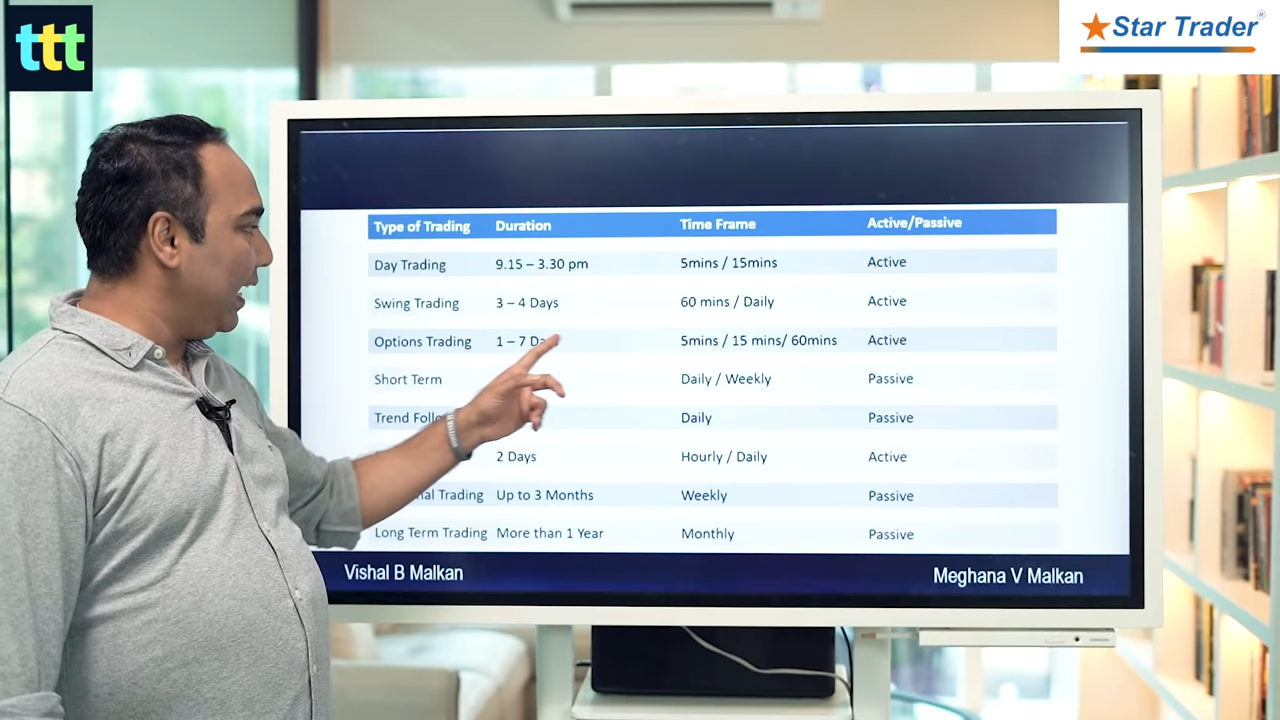 ttt
Star Trader®
Type of Trading Duration Time Frame Active/Passive
Day Trading 9.15 – 3.30 pm 5mins / 15mins Active
Swing Trading 3 – 4 Days 60 mins / Daily Active
Options Trading 1 – 7 5mins / 15 mins/ 60mins Active
Short Term Daily / Weekly Passive
Trend Daily Passive
2 Days Hourly / Daily Active
Trading Up to 3 Months Weekly Passive
Long Term Trading More than 1 Year Monthly Passive
Vishal B Malkan Meghana V Malkan